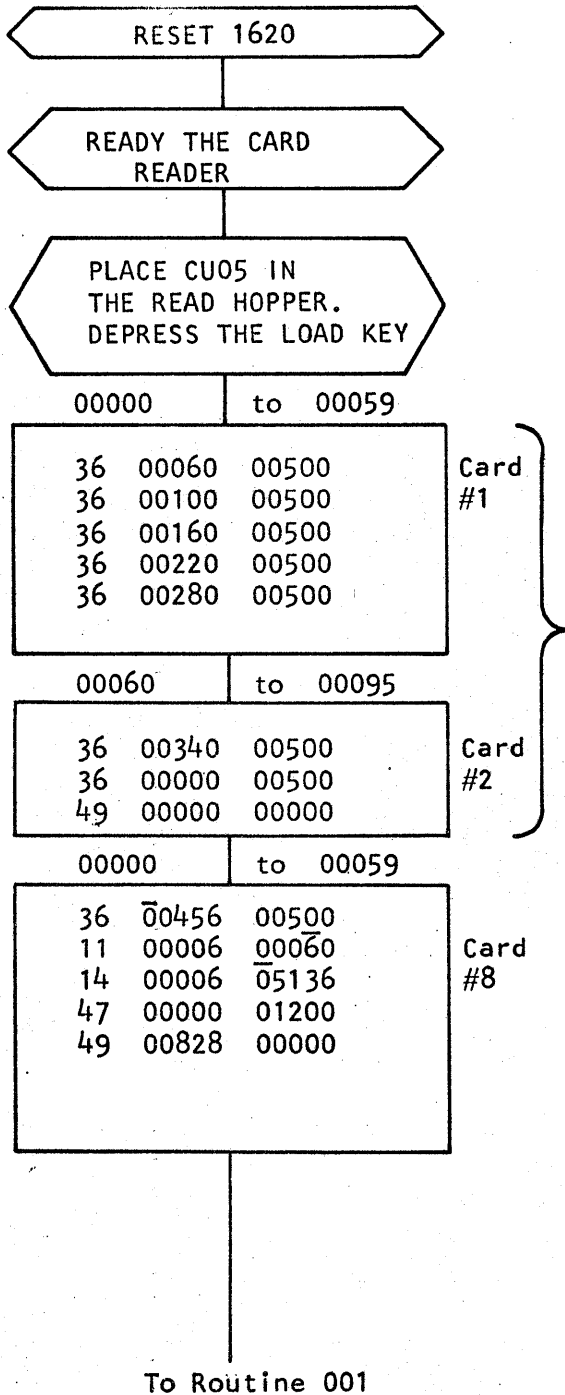 RESET 1620
READY THE CARD
READER
PLACE CU05 IN
THE READ HOPPER.
DEPRESS THE LOAD KEY
00000 to 00059
36 00060 00500
36 00100 00500
36 00160 00500
36 00220 00500
36 00280 00500
Card
#1
00060 to 00095
36 00340 00500
36 00000 00500
49 00000 00000
Card
#2
00000 to 00059
36 0̅0456 00500
11 00006 0006̅0
14 00006 0̅5136
47 00000 01200
49 00828 00000
Card
#8
To Routine 001